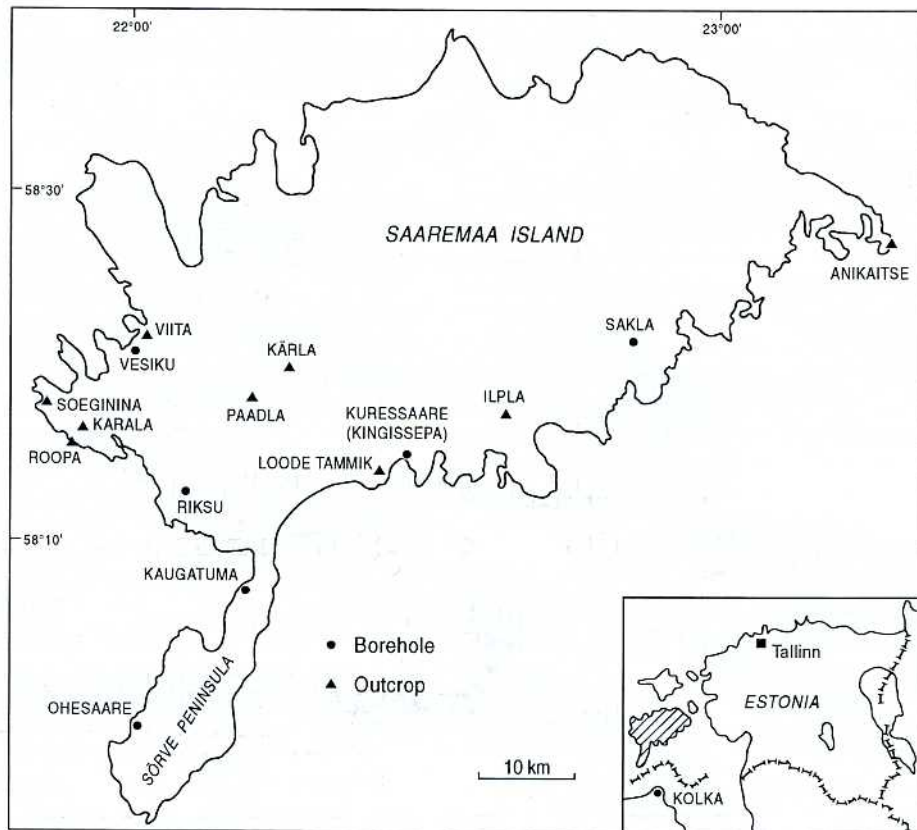 22°00'
23°00'
58°30'
SAAREMAA ISLAND
ANIKAITSE
VIITA
VESIKU
SAKLA
KÄRLA
SOEGININA
KARALA
PAADLA
ILPLA
KURESSAARE
(KINGISSEPA)
ROOPA
LOODE TAMMIK
RIKSU
58°10'
KAUGATUMA
Borehole
Outcrop
OHESAARE
SÕRVE PENINSULA
10 km
Tallinn
ESTONIA
KOLKA